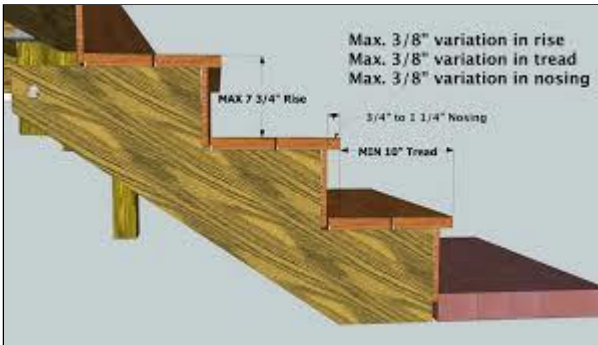 Max. 3/8" variation in rise
Max. 3/8" variation in tread
Max. 3/8" variation in nosing
MAX 7 3/4" Rise
3/4" to 1 1/4" Nosing
MIN 10" Tread